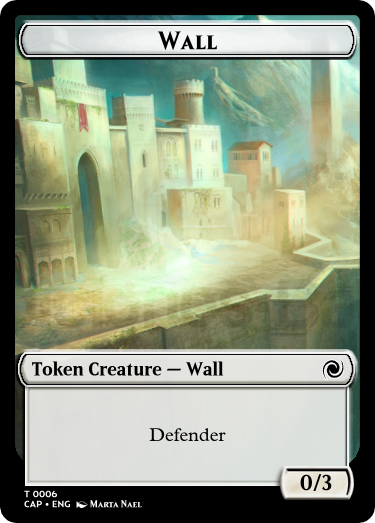 Wall
Token Creature — Wall
Defender
0/3
T 0006
CAP • ENG Marta Nael